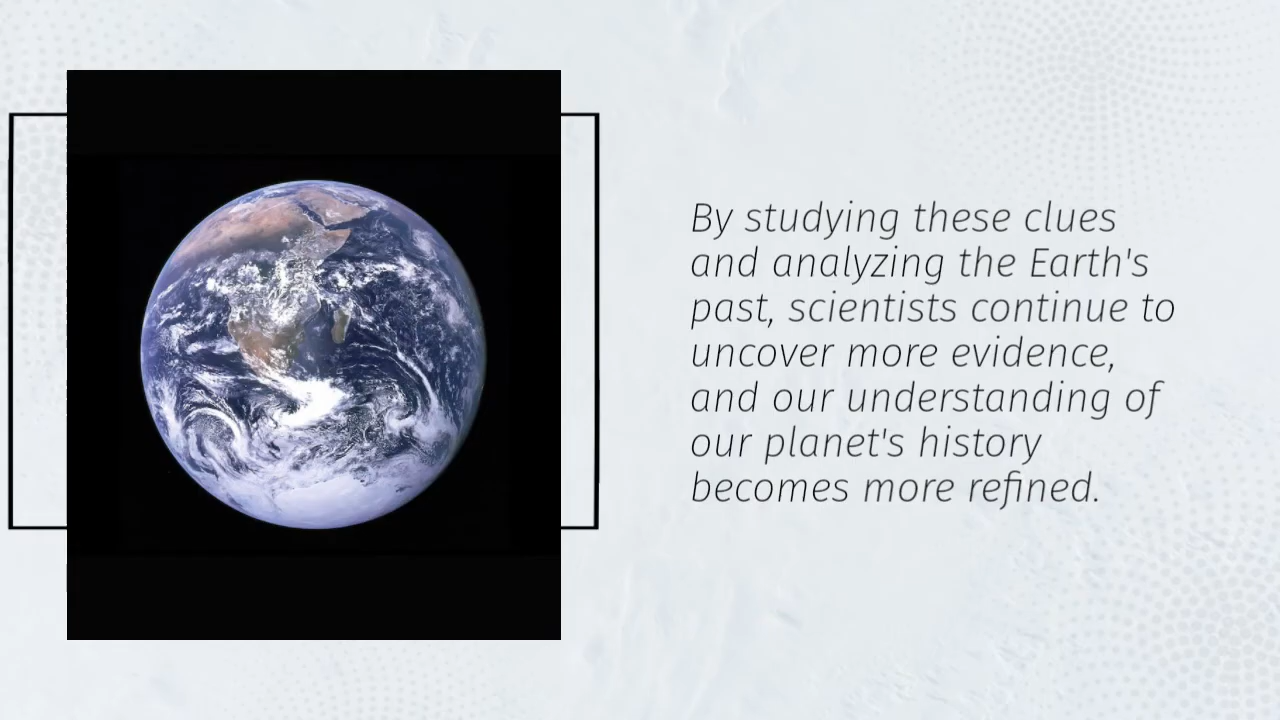 By studying these clues
and analyzing the Earth's
past, scientists continue to
uncover more evidence,
and our understanding of
our planet's history
becomes more refined.